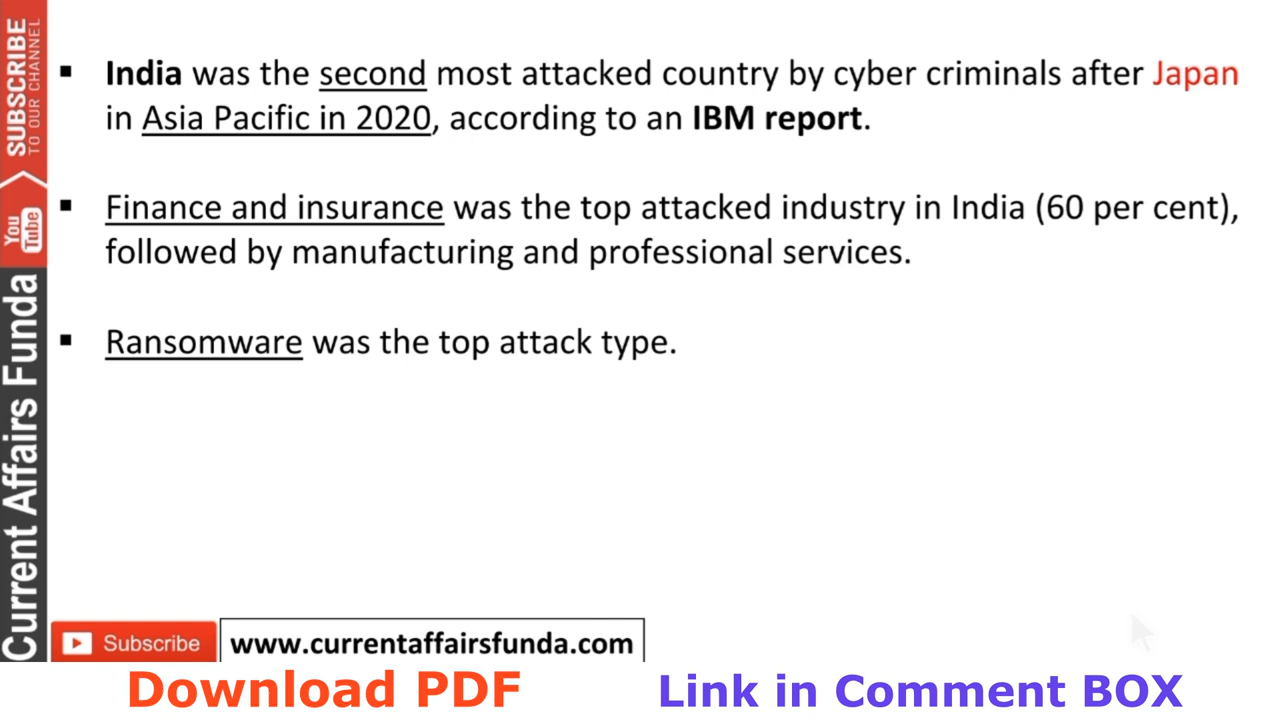 ▪ India was the second most attacked country by cyber criminals after Japan
in Asia Pacific in 2020, according to an IBM report.
▪ Finance and insurance was the top attacked industry in India (60 per cent),
followed by manufacturing and professional services.
▪ Ransomware was the top attack type.
SUBSCRIBE
TO OUR CHANNEL
You
Tube
Current Affairs Funda
Subscribe
www.currentaffairsfunda.com
Download PDF
Link in Comment BOX